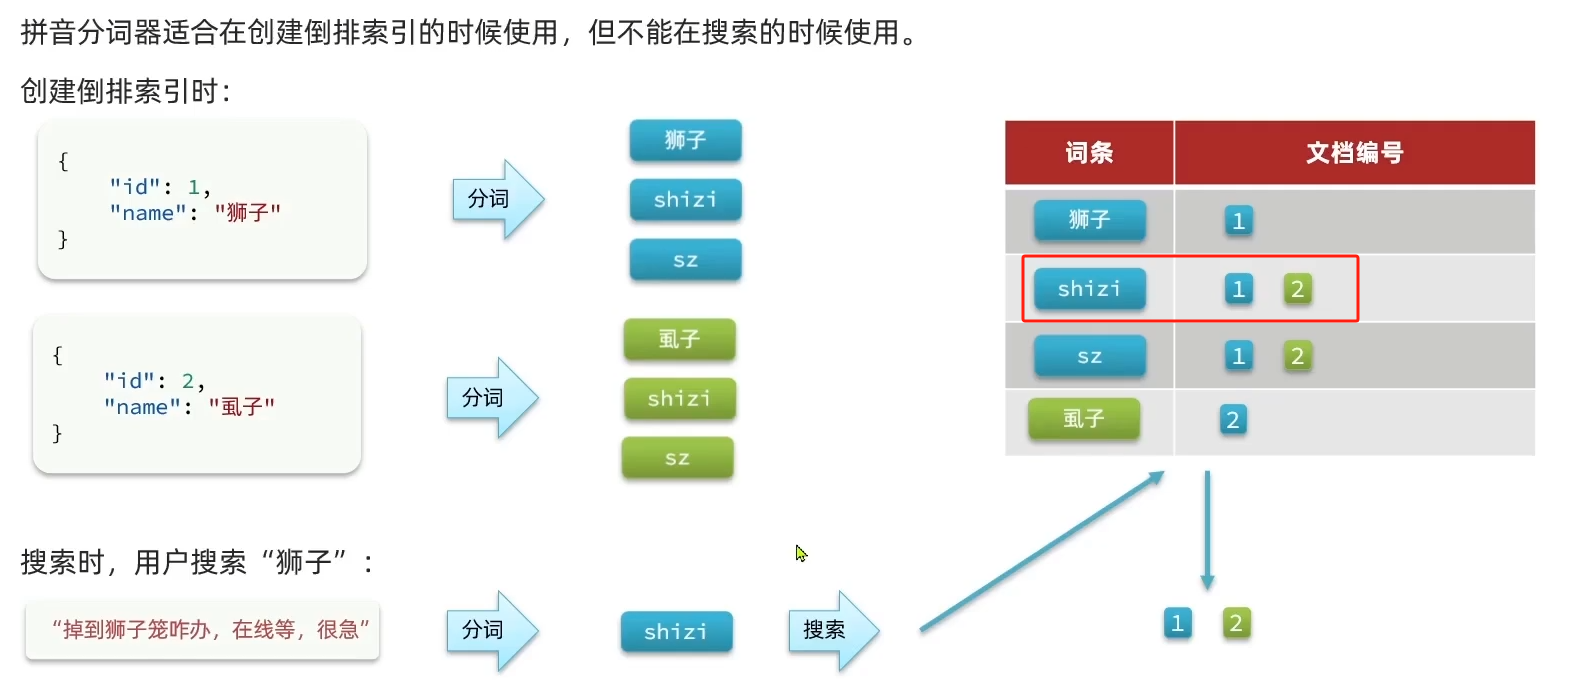 拼音分词器适合在创建倒排索引的时候使用，但不能在搜索的时候使用。
创建倒排索引时：
{
"id": 1,
"name": "狮子"
}
分词
狮子
shizi
sz
{
"id": 2,
"name": "虱子"
}
分词
虱子
shizi
sz
词条 文档编号
狮子 1
shizi 1 2
sz 1 2
虱子 2
搜索时，用户搜索“狮子”：
“掉到狮子笼咋办，在线等，很急”
分词
shizi
搜索
1 2